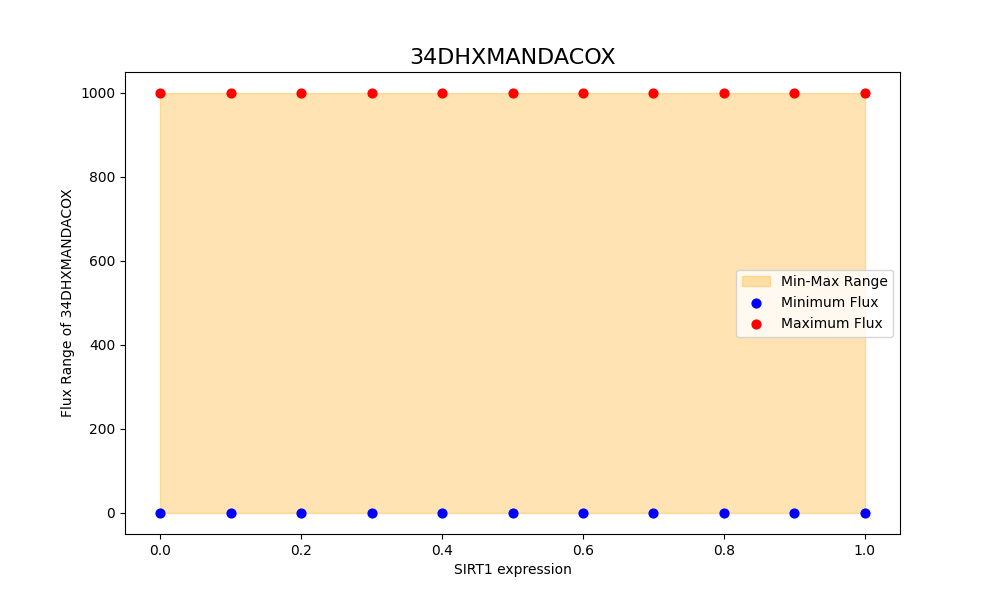 34DHXMANDACOX
Flux Range of 34DHXMANDACOX
1000
800
600
400
200
0
Min-Max Range
Minimum Flux
Maximum Flux
0.0
0.2
0.4
0.6
0.8
1.0
SIRT1 expression